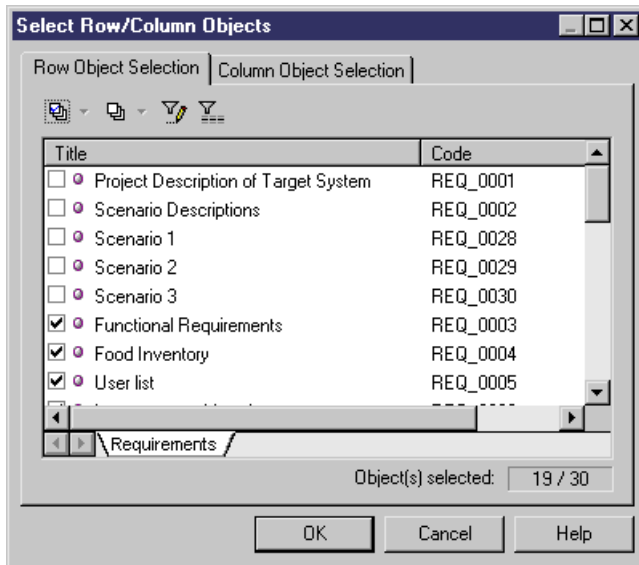 Select Row/Column Objects
Row Object Selection Column Object Selection
Title Code
Project Description of Target System REQ_0001
Scenario Descriptions REQ_0002
Scenario 1 REQ_0028
Scenario 2 REQ_0029
Scenario 3 REQ_0030
Functional Requirements REQ_0003
Food Inventory REQ_0004
User list REQ_0005
Requirements
Object(s) selected: 19 / 30
OK Cancel Help